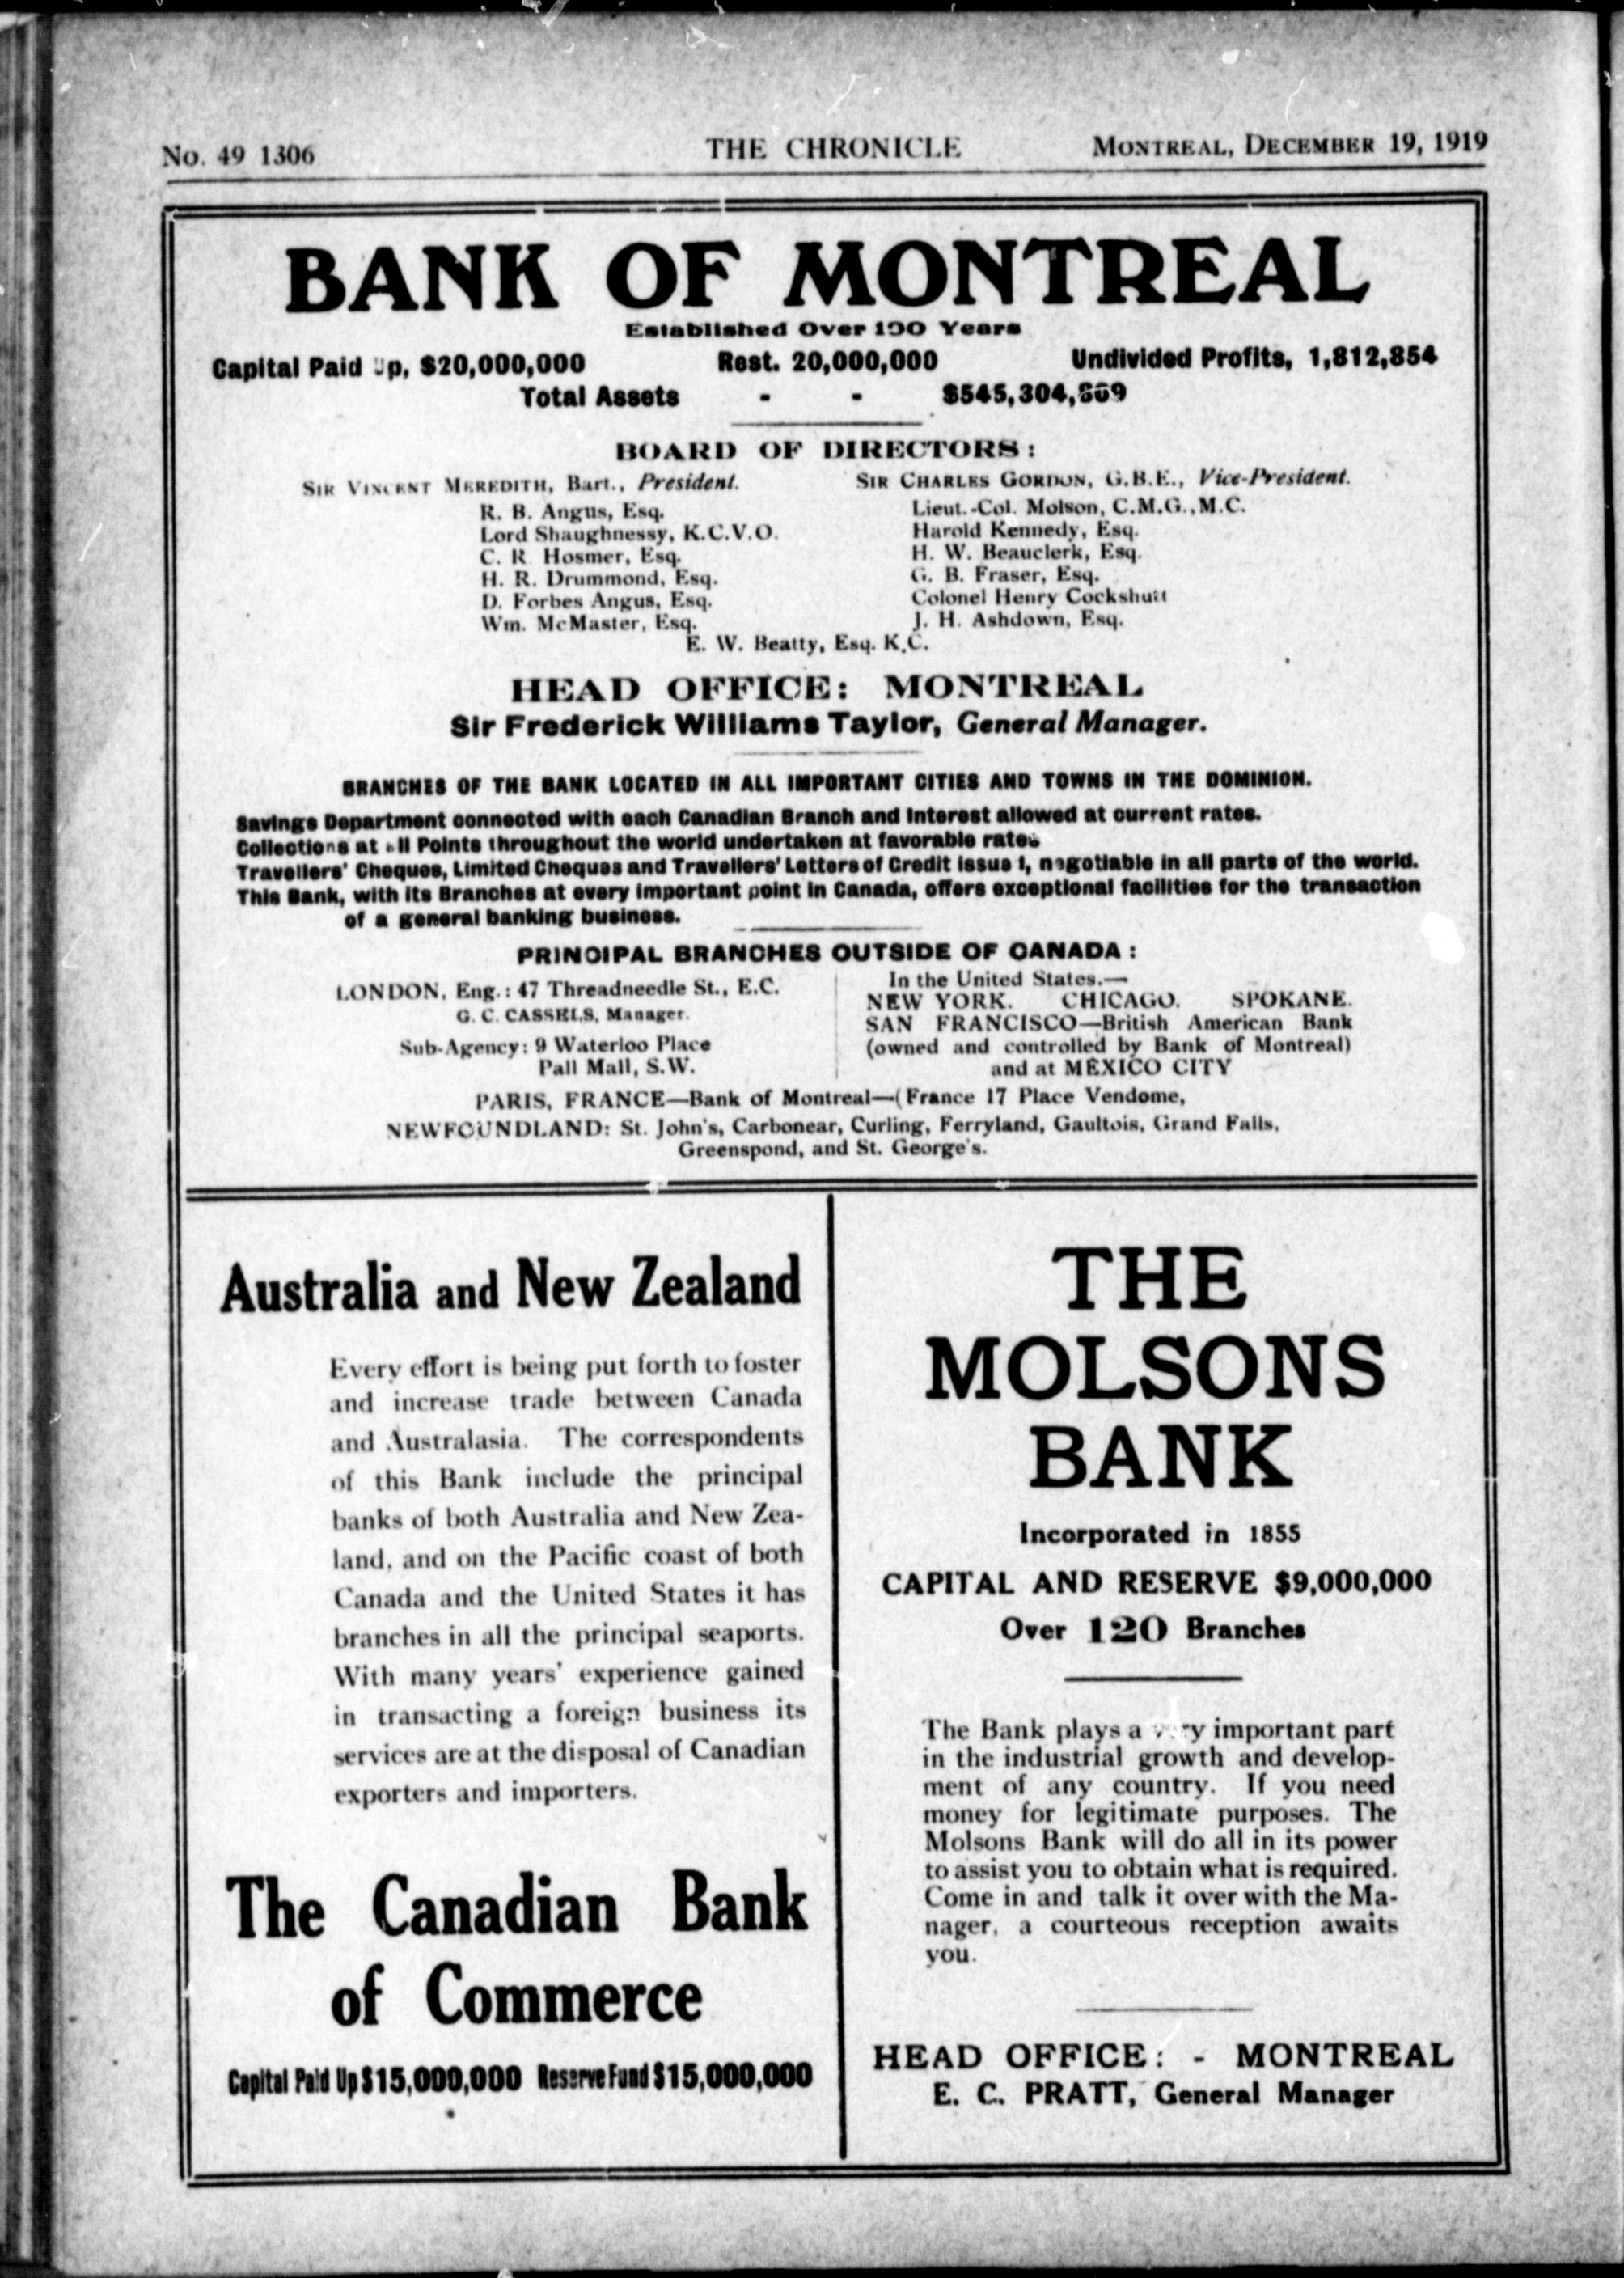 No. 49 1306
THE CHRONICLE
MONTREAL, DECEMBER 19, 1919
BANK OF MONTREAL
Established Over 100 Years
Capital Paid Up, $20,000,000 Rest. 20,000,000 Undivided Profits, 1,812,854
Total Assets - -
BOARD OF DIRECTORS:
SIR VINCENT MEREDITH, Bart., President.
SIR CHARLES GORDON, G.B.E., Vice-President.
R. B. Angus, Esq.
Lord Shaughnessy, K.C.V.O.
C. R. Hosmer, Esq.
H. R. Drummond, Esq.
D. Forbes Angus, Esq.
Wm. McMaster, Esq.
Lieut.-Col. Molson, C.M.G.,M.C.
Harold Kennedy, Esq.
H. W. Beauclerk, Esq.
G. B. Fraser, Esq.
Colonel Henry Cockshutt
J. H. Ashdown, Esq.
E. W. Beatty, Esq. K.C.
HEAD OFFICE: MONTREAL
Sir Frederick Williams Taylor, General Manager.
BRANCHES OF THE BANK LOCATED IN ALL IMPORTANT CITIES AND TOWNS IN THE DOMINION.
Savings Department connected with each Canadian Branch and Interest allowed at current rates.
Collections at all Points throughout the world undertaken at favorable rates
Travellers' Cheques, Limited Cheques and Travellers' Letters of Credit issued, negotiable in all parts of the world.
This Bank, with its Branches at every important point in Canada, offers exceptional facilities for the transaction
of a general banking business.
PRINCIPAL BRANCHES OUTSIDE OF CANADA:
LONDON, Eng.: 47 Threadneedle St., E.C.
G. C. CASSELS, Manager.
Sub-Agency: 9 Waterloo Place
Pall Mall, S.W.
In the United States.—
NEW YORK. CHICAGO. SPOKANE.
SAN FRANCISCO—British American Bank
(owned and controlled by Bank of Montreal)
and at MEXICO CITY
PARIS, FRANCE—Bank of Montreal—(France 17 Place Vendome,
NEWFOUNDLAND: St. John's, Carbonear, Curling, Ferryland, Gaultois, Grand Falls,
Greenspond, and St. George's.
Australia and New Zealand
Every effort is being put forth to foster
and increase trade between Canada
and Australasia. The correspondents
of this Bank include the principal
banks of both Australia and New Zea-
land, and on the Pacific coast of both
Canada and the United States it has
branches in all the principal seaports.
With many years' experience gained
in transacting a foreign business its
services are at the disposal of Canadian
exporters and importers.
The Canadian Bank
of Commerce
Capital Paid Up $15,000,000 Reserve Fund $15,000,000
THE
MOLSONS
BANK
Incorporated in 1855
CAPITAL AND RESERVE $9,000,000
Over 120 Branches
The Bank plays a very important part
in the industrial growth and develop-
ment of any country. If you need
money for legitimate purposes. The
Molsons Bank will do all in its power
to assist you to obtain what is required.
Come in and talk it over with the Ma-
nager, a courteous reception awaits
you.
HEAD OFFICE: - MONTREAL
E. C. PRATT, General Manager